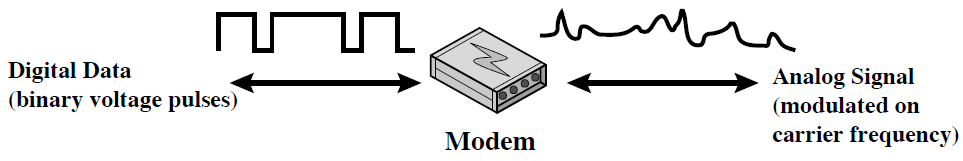 Digital Data
(binary voltage pulses)
Modem
Analog Signal
(modulated on
carrier frequency)